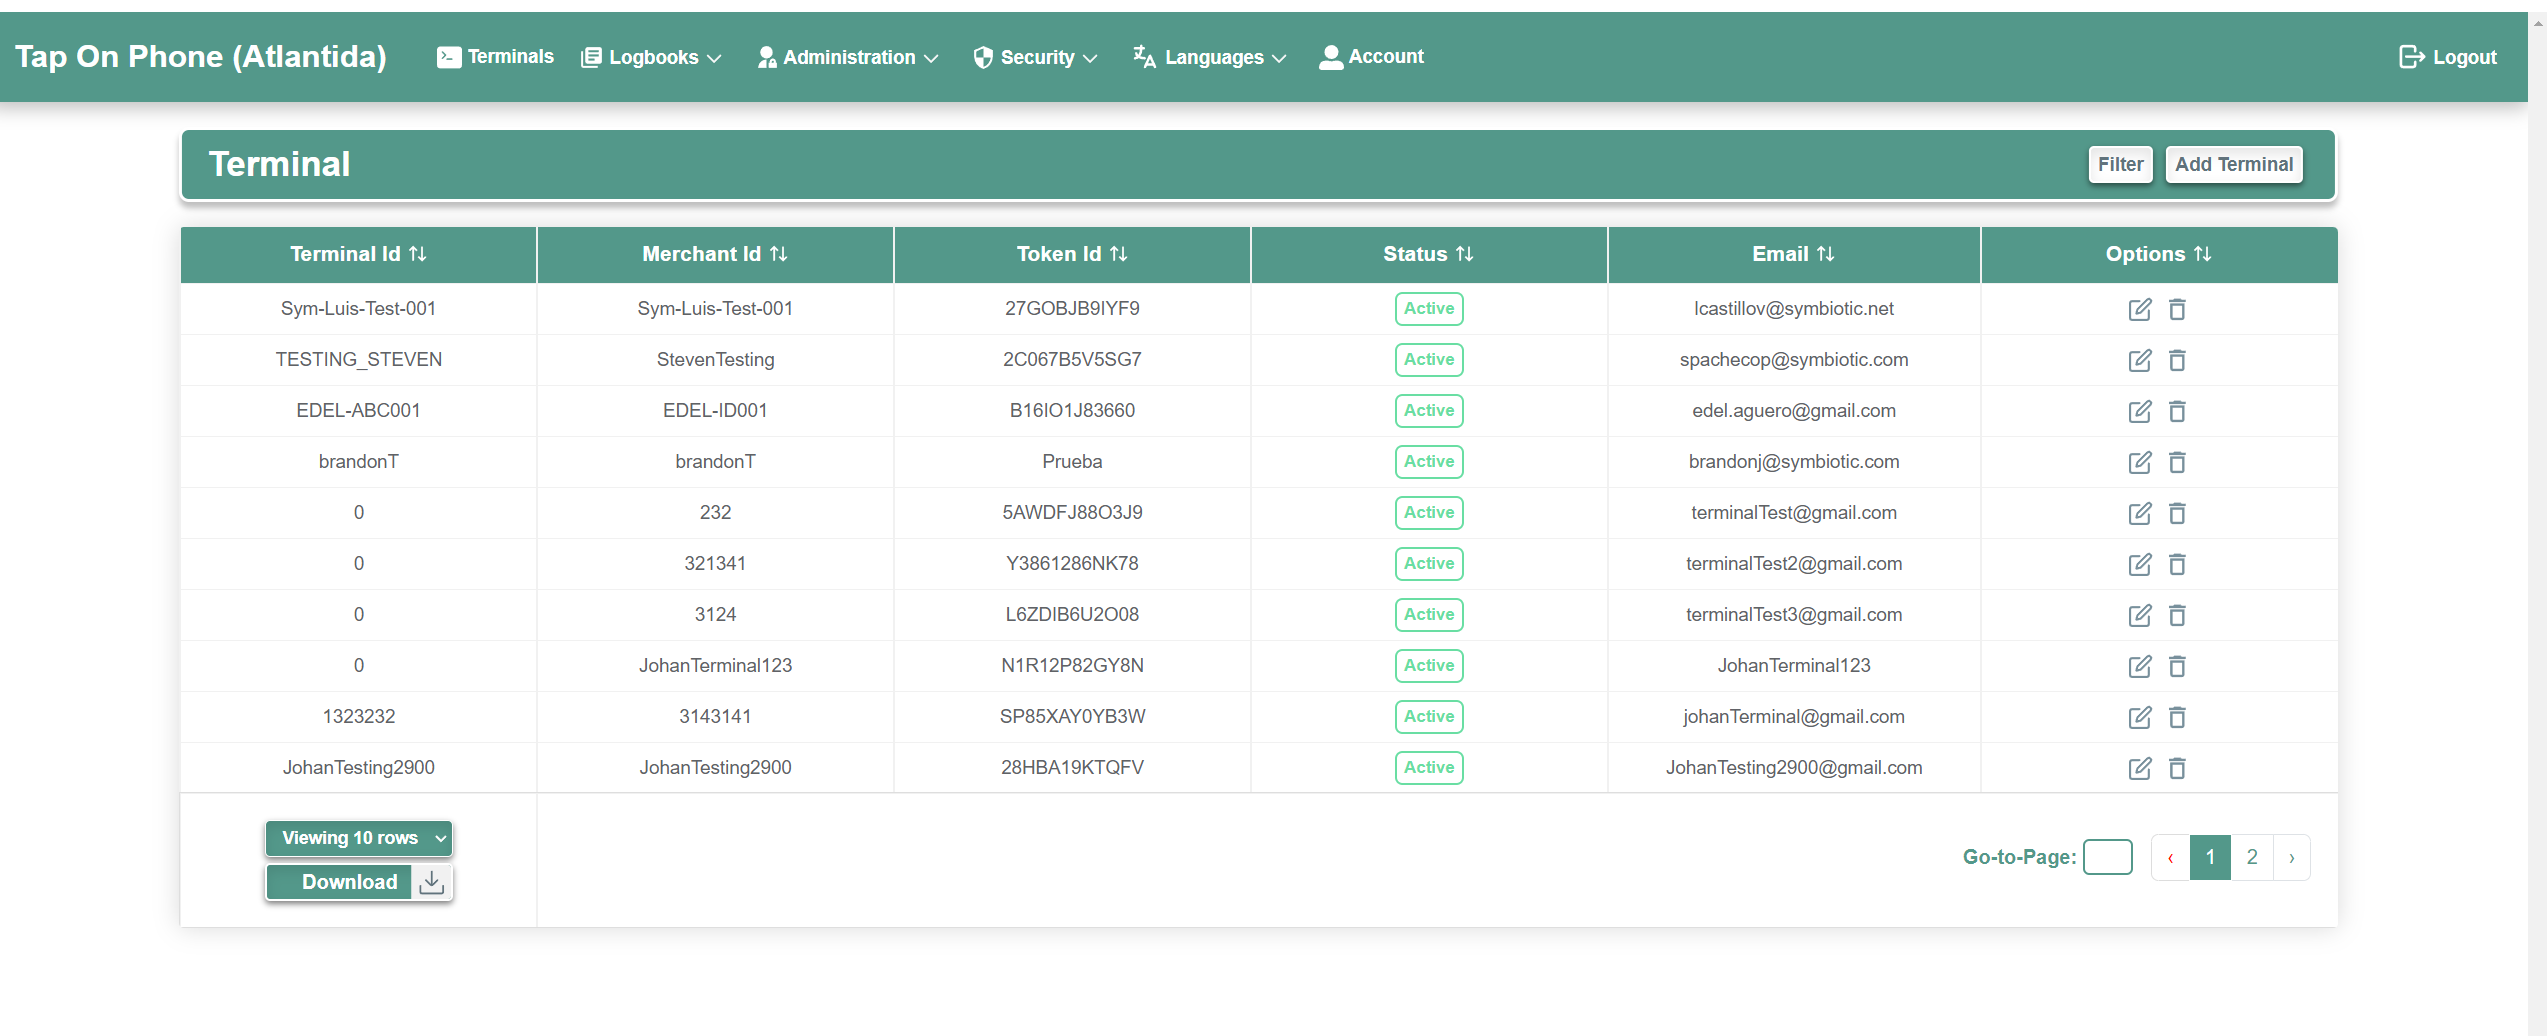 Tap On Phone (Atlantida) Terminals Logbooks Administration Security Languages Account Logout
Terminal Filter Add Terminal
Terminal Id Merchant Id Token Id Status Email Options
Sym-Luis-Test-001 Sym-Luis-Test-001 27GOBJB9IYF9 Active lcastillov@symbiotic.net
TESTING_STEVEN StevenTesting 2C067B5V5SG7 Active spachecop@symbiotic.com
EDEL-ABC001 EDEL-ID001 B16IO1J83660 Active edel.aguero@gmail.com
brandonT brandonT Prueba Active brandonj@symbiotic.com
0 232 5AWDFJ88O3J9 Active terminalTest@gmail.com
0 321341 Y3861286NK78 Active terminalTest2@gmail.com
0 3124 L6ZDIB6U2O08 Active terminalTest3@gmail.com
0 JohanTerminal123 N1R12P82GY8N Active JohanTerminal123
1323232 3143141 SP85XAY0YB3W Active johanTerminal@gmail.com
JohanTesting2900 JohanTesting2900 28HBA19KTQFV Active JohanTesting2900@gmail.com
Viewing 10 rows
Download
Go-to-Page: ‹ 1 2 ›